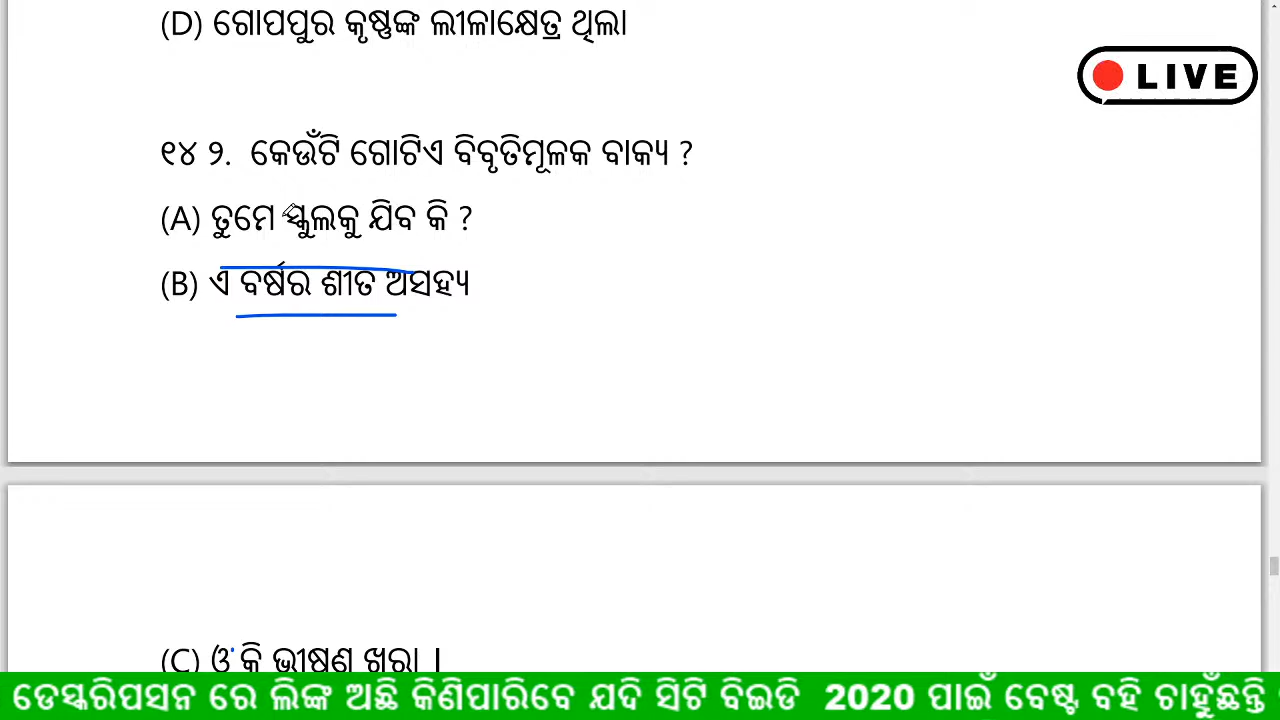 (D) ଗୋପପୁର କୃଷ୍ଣଙ୍କ ଲୀଳାକ୍ଷେତ୍ର ଥିଲା
LIVE
୧୪ ୨. କେଉଁଟି ଗୋଟିଏ ବିବୃତିମୂଳକ ବାକ୍ୟ ?
(A) ତୁମେ ସ୍କୁଲକୁ ଯିବ କି ?
(B) ଏ ବର୍ଷର ଶୀତ ଅସହ୍ୟ
(C) ଓଁ କି ଭୀଷଣ ଖରା ।
ଡେସ୍କରିପସନ ରେ ଲିଙ୍କ ଅଛି କିଣିପାରିବେ ଯଦି ସିଟି ବିଇଡି 2020 ପାଇଁ ବେଷ୍ଟ ବହି ଚାହୁଁଛନ୍ତି